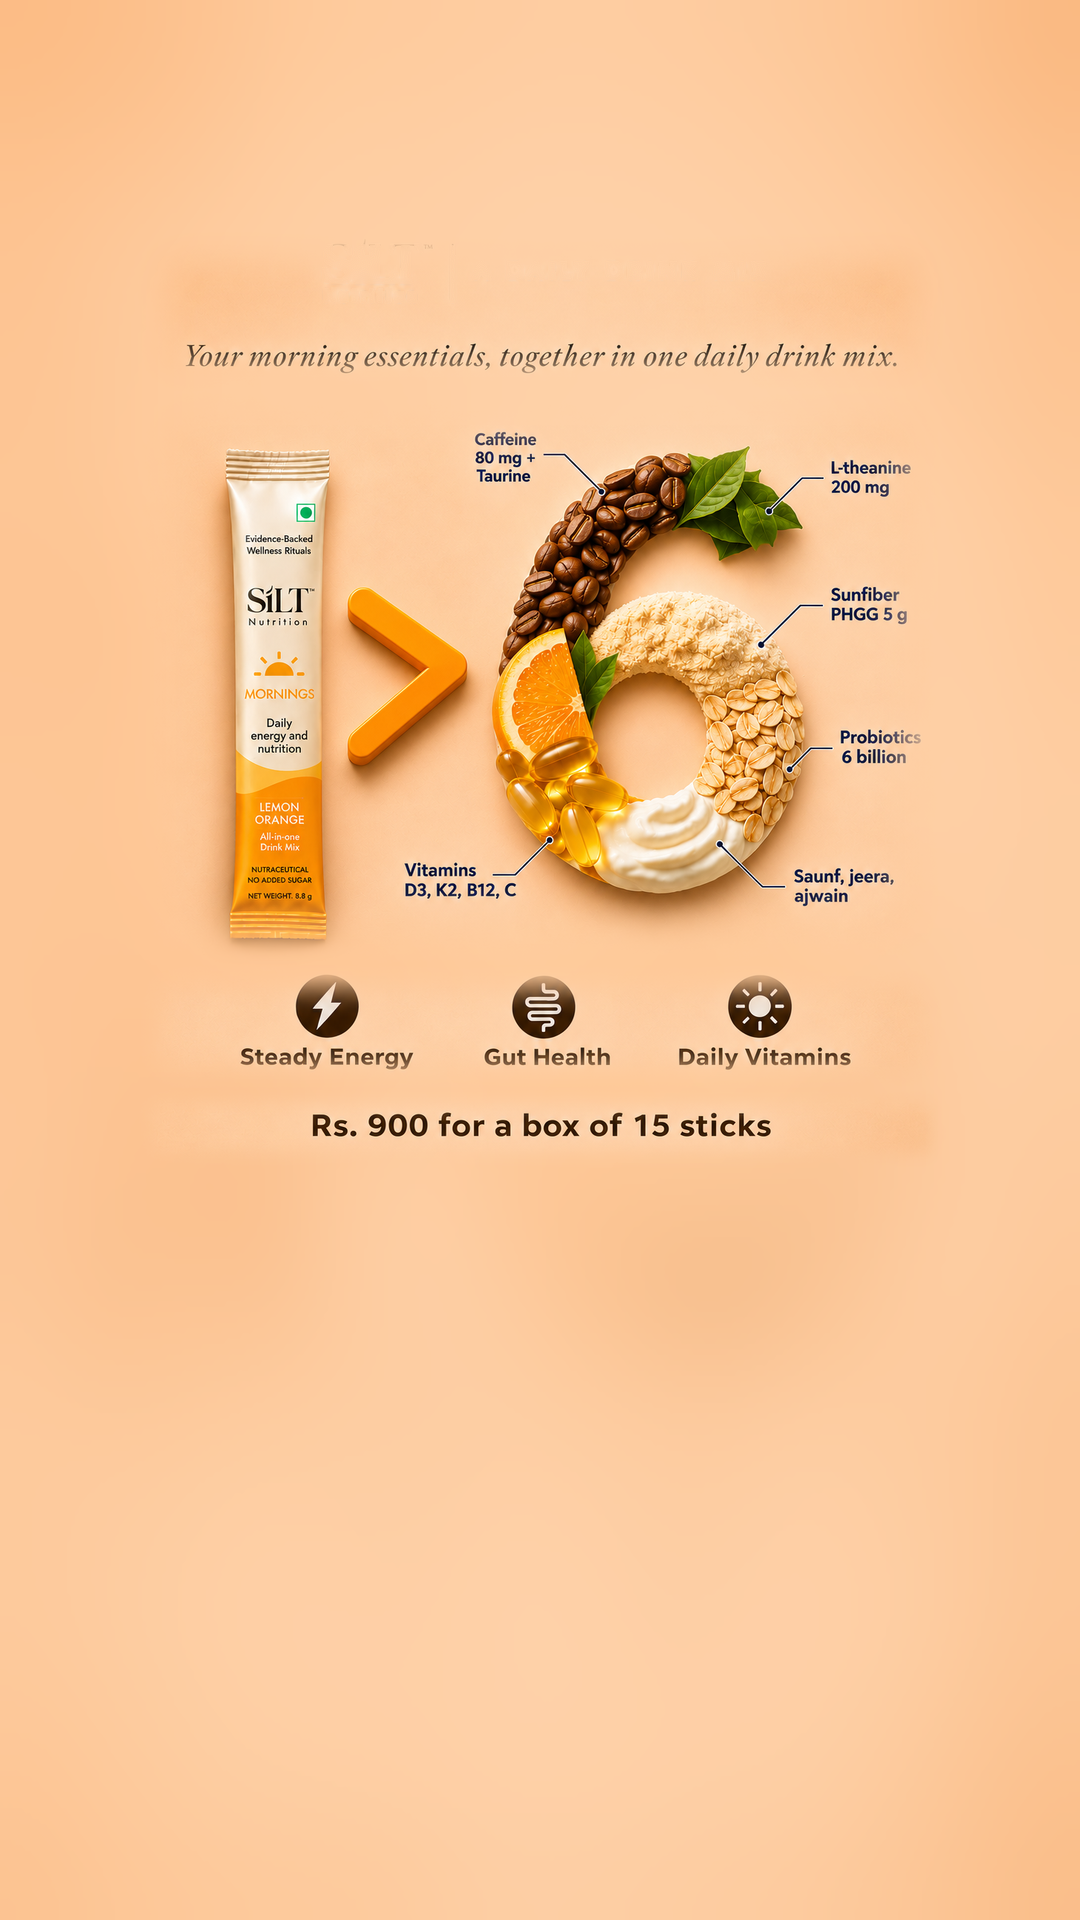 Your morning essentials, together in one daily drink mix.
Caffeine
80 mg +
Taurine
L-theanine
200 mg
Sunfiber
PHGG 5 g
Probiotics
6 billion
Saunf, jeera,
ajwain
Vitamins
D3, K2, B12, C
Evidence-Backed
Wellness Rituals
SiLT™
Nutrition
MORNINGS
Daily
energy and
nutrition
LEMON
ORANGE
All-in-one
Drink Mix
NUTRACEUTICAL
NO ADDED SUGAR
NET WEIGHT. 8.8 g
>
6
Steady Energy
Gut Health
Daily Vitamins
Rs. 900 for a box of 15 sticks